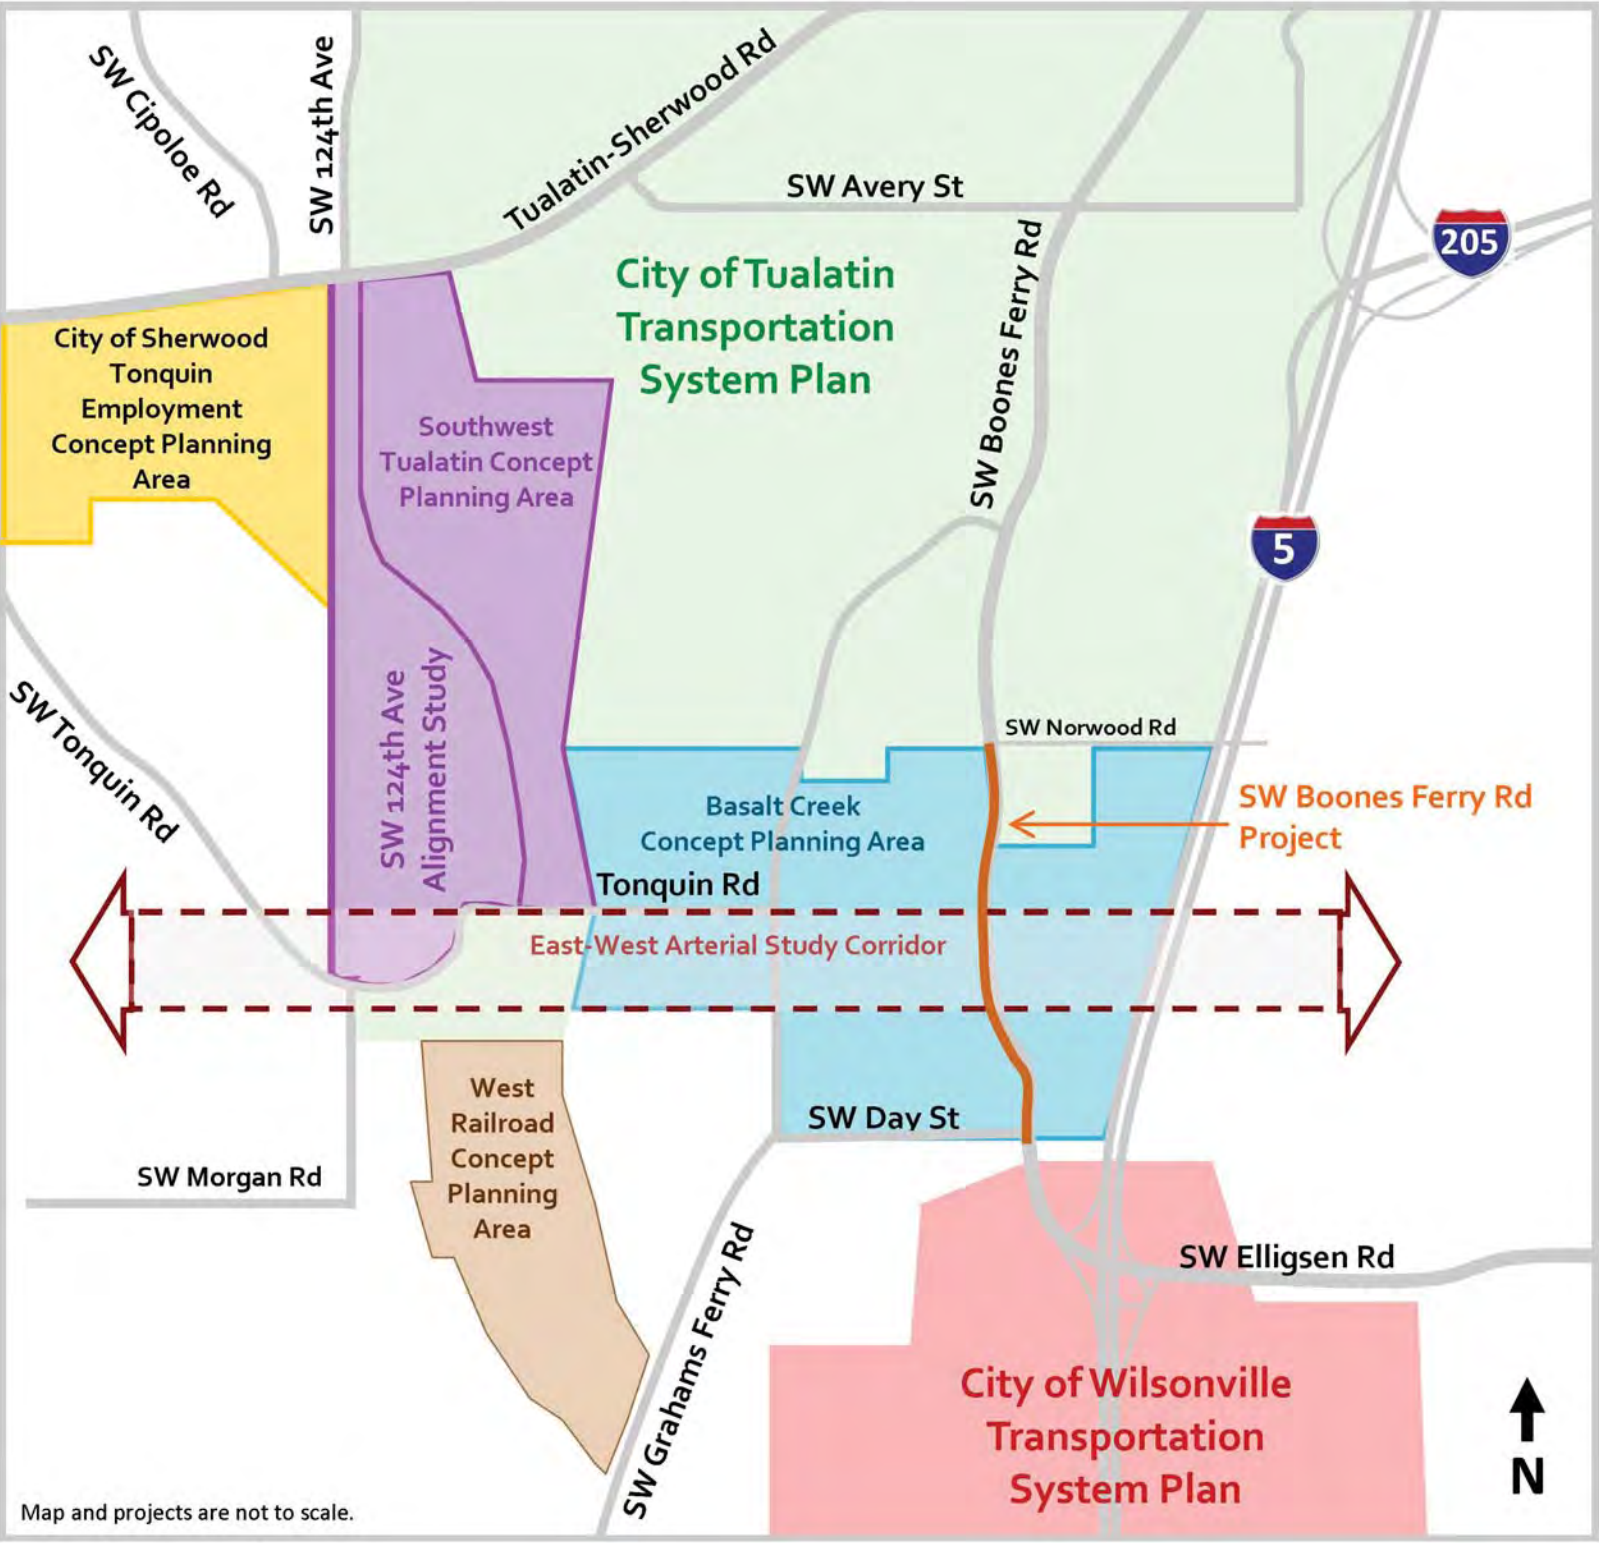 SW Cipoloe Rd
SW 124th Ave
Tualatin-Sherwood Rd
SW Avery St
205
City of Tualatin
Transportation
System Plan
SW Boones Ferry Rd
City of Sherwood
Tonquin
Employment
Concept Planning
Area
Southwest
Tualatin Concept
Planning Area
5
SW Tonquin Rd
SW 124th Ave
Alignment Study
SW Norwood Rd
Basalt Creek
Concept Planning Area
SW Boones Ferry Rd
Project
Tonquin Rd
East-West Arterial Study Corridor
West
Railroad
Concept
Planning
Area
SW Day St
SW Morgan Rd
SW Grahams Ferry Rd
SW Elligsen Rd
City of Wilsonville
Transportation
System Plan
N
Map and projects are not to scale.